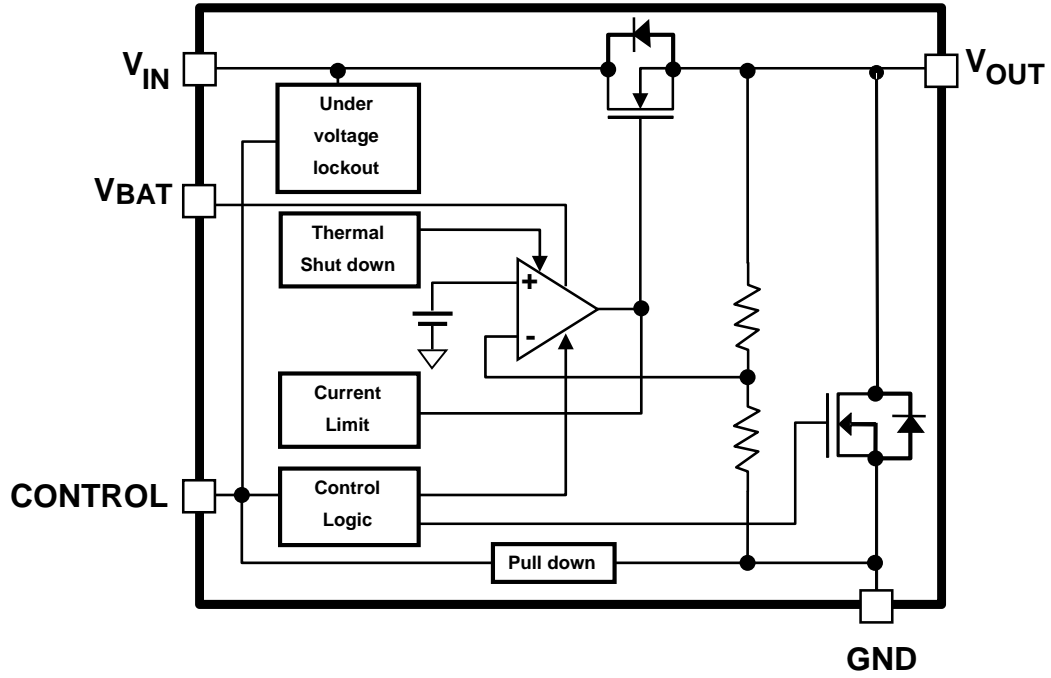 VIN
VOUT
Under
voltage
lockout
VBAT
Thermal
Shut down
+
-
Current
Limit
CONTROL
Control
Logic
Pull down
GND